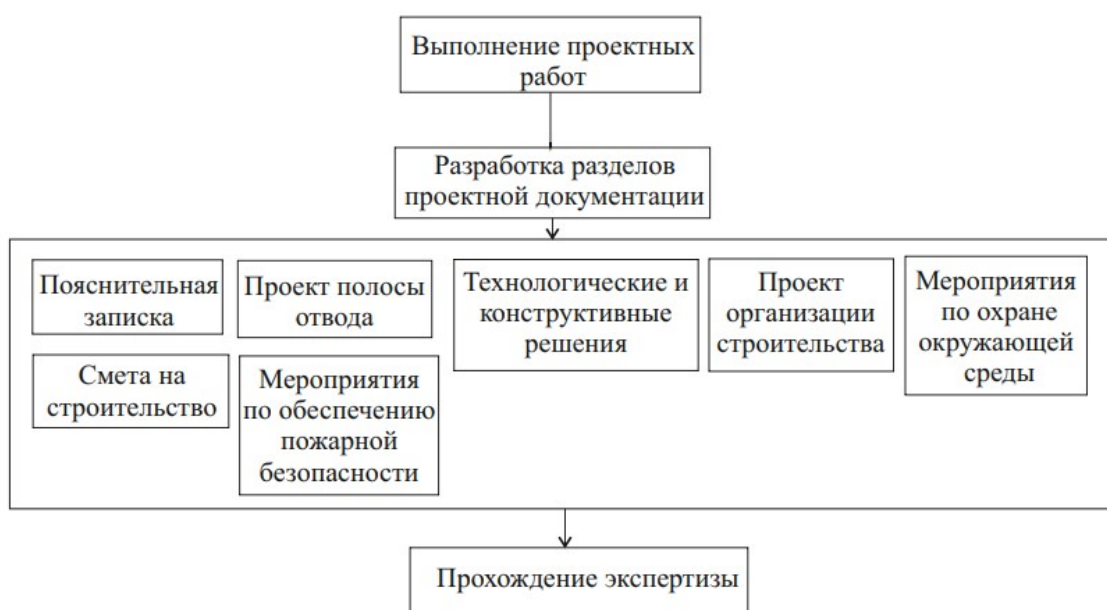 Выполнение проектных
работ
Разработка разделов
проектной документации
Пояснительная
записка
Проект полосы
отвода
Технологические и
конструктивные
решения
Проект
организации
строительства
Мероприятия
по охране
окружающей
среды
Смета на
строительство
Мероприятия
по обеспечению
пожарной
безопасности
Прохождение экспертизы